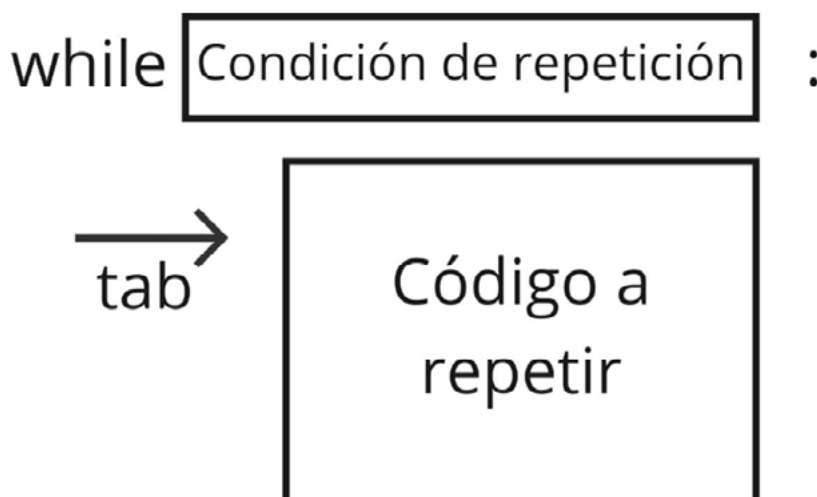 while Condición de repetición :
tab
Código a
repetir